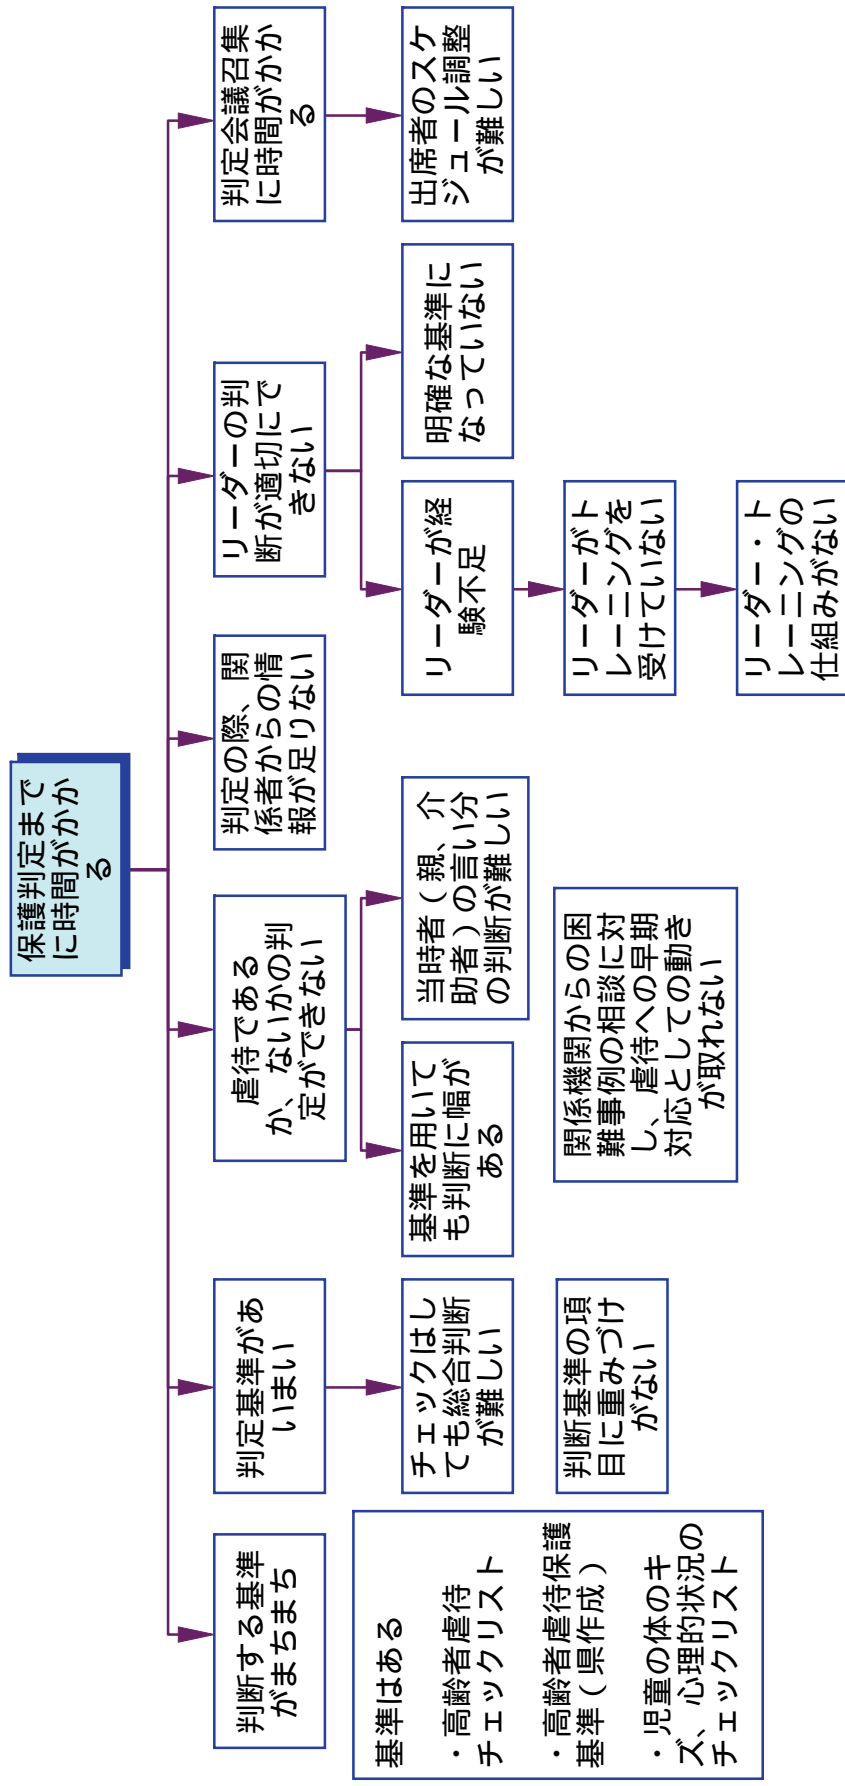 保護判定まで
に時間がかか
る
判断する基準
がまちまち
判定基準があ
いまい
虐待である
か、ないかの判
定ができない
判定の際、関
係者からの情
報が足りない
リーダーの判
断が適切にで
きない
判定会議召集
に時間がかか
る
基準はある
・高齢者虐待
チェックリスト
・高齢者虐待保護
基準（県作成）
・児童の体のキ
ズ、心理的状況の
チェックリスト
チェックはし
ても総合判断
が難しい
基準を用いて
も判断に幅が
ある
当時者（親、介
助者）の言い分
の判断が難しい
リーダーが経
験不足
明確な基準に
なっていない
出席者のスケ
ジュール調整
が難しい
判断基準の項
目に重みづけ
がない
関係機関からの困
難事例の相談に対
し、虐待への早期
対応としての動き
が取れない
リーダーがト
レーニングを
受けていない
リーダー・ト
レーニングの
仕組みがない